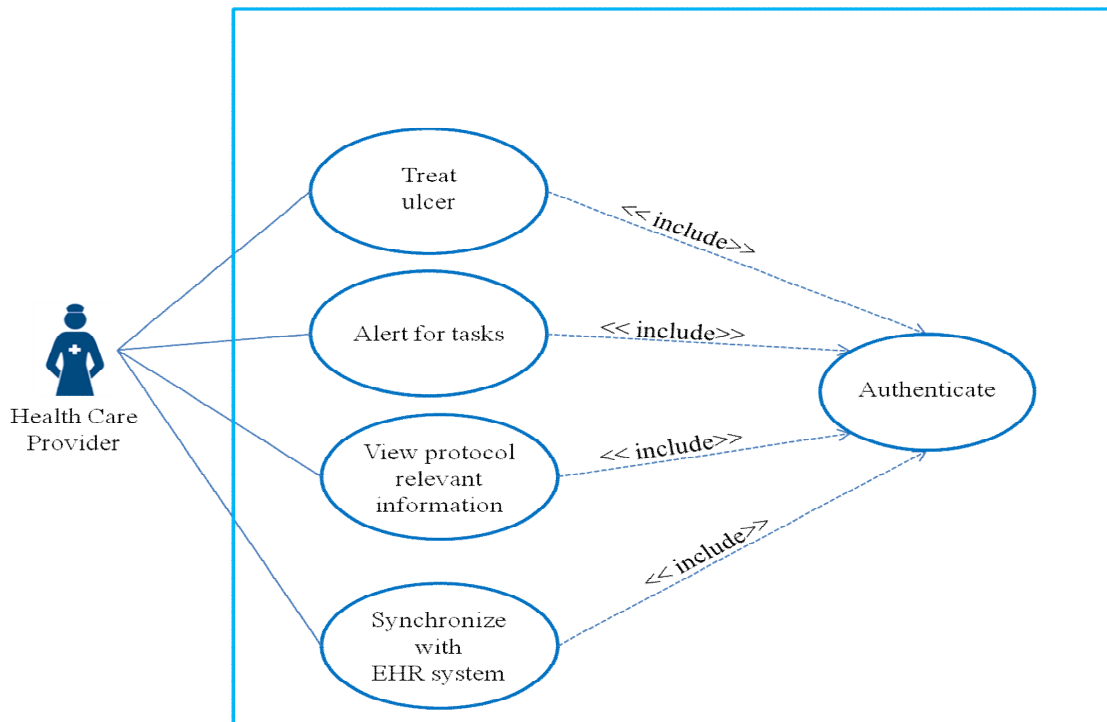 Treat
ulcer
<< include>>
Alert for tasks
<< include>>
Authenticate
Health Care
Provider
View protocol
relevant
information
<< include>>
<< include>>
Synchronize
with
EHR system